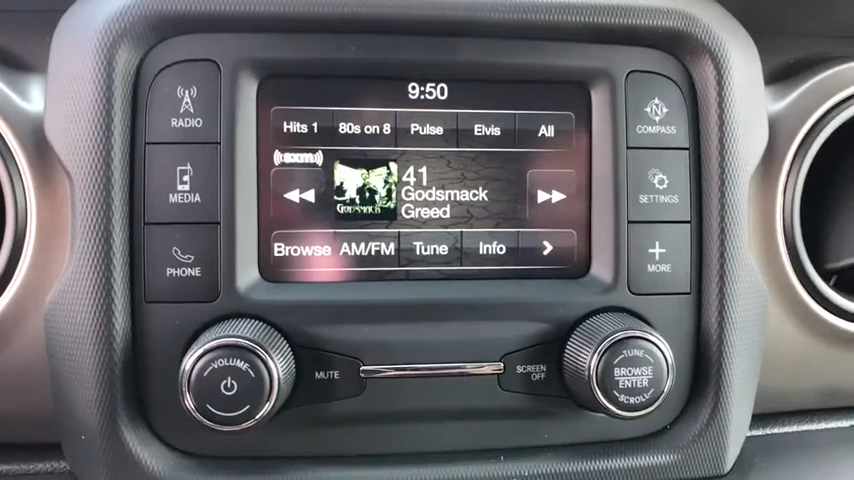 9:50
RADIO
Hits 1 80s on 8 Pulse Elvis All
N
COMPASS
((sxm))
MEDIA
GODSMACK
41
Godsmack
Greed
SETTINGS
PHONE
Browse AM/FM Tune Info >
MORE
VOLUME
MUTE
SCREEN
OFF
TUNE
BROWSE
ENTER
SCROLL